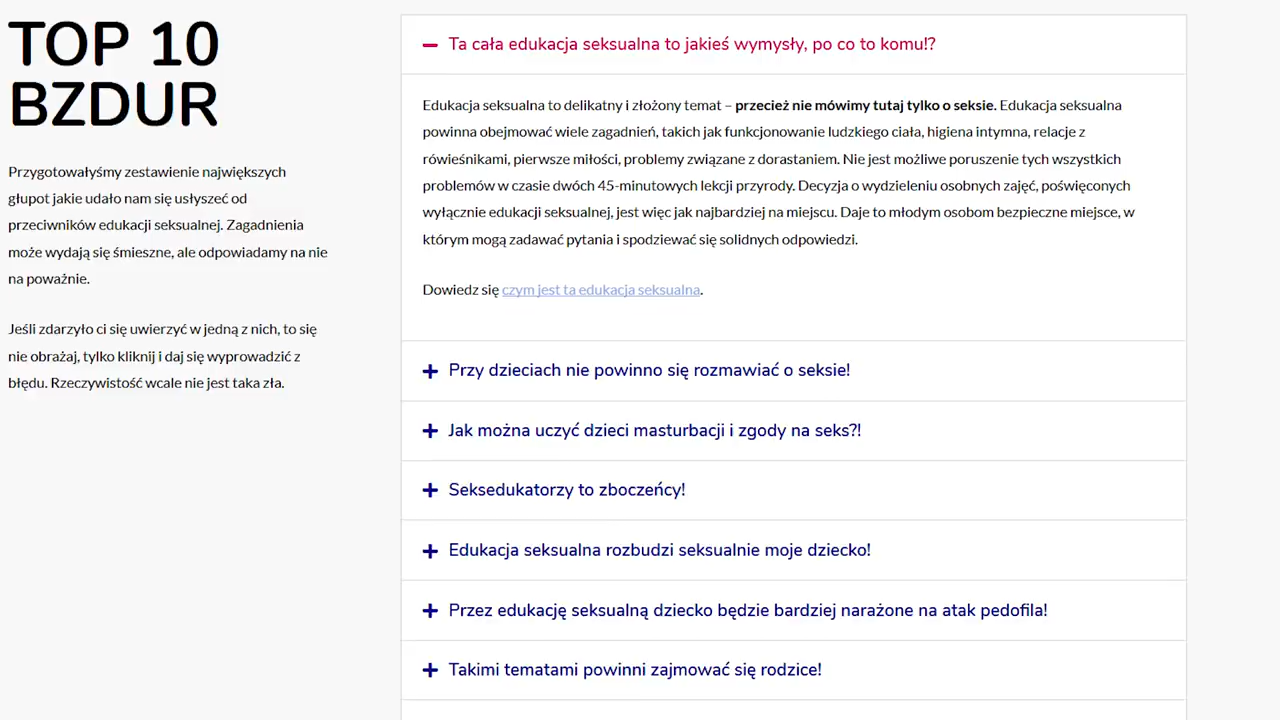 TOP 10
BZDUR
Przygotowałyśmy zestawienie największych
głupot jakie udało nam się usłyszeć od
przeciwników edukacji seksualnej. Zagadnienia
może wydają się śmieszne, ale odpowiadamy na nie
na poważnie.
Jeśli zdarzyło ci się uwierzyć w jedną z nich, to się
nie obrażaj, tylko kliknij i daj się wyprowadzić z
błędu. Rzeczywistość wcale nie jest taka zła.
Ta cała edukacja seksualna to jakieś wymysły, po co to komu!?
Edukacja seksualna to delikatny i złożony temat – przecież nie mówimy tutaj tylko o seksie. Edukacja seksualna
powinna obejmować wiele zagadnień, takich jak funkcjonowanie ludzkiego ciała, higiena intymna, relacje z
rówieśnikami, pierwsze miłości, problemy związane z dorastaniem. Nie jest możliwe poruszenie tych wszystkich
problemów w czasie dwóch 45-minutowych lekcji przyrody. Decyzja o wydzieleniu osobnych zajęć, poświęconych
wyłącznie edukacji seksualnej, jest więc jak najbardziej na miejscu. Daje to młodym osobom bezpieczne miejsce, w
którym mogą zadawać pytania i spodziewać się solidnych odpowiedzi.
Dowiedz się czym jest ta edukacja seksualna.
Przy dzieciach nie powinno się rozmawiać o seksie!
Jak można uczyć dzieci masturbacji i zgody na seks?!
Seksedukatorzy to zboczeńcy!
Edukacja seksualna rozbudzi seksualnie moje dziecko!
Przez edukację seksualną dziecko będzie bardziej narażone na atak pedofila!
Takimi tematami powinni zajmować się rodzice!